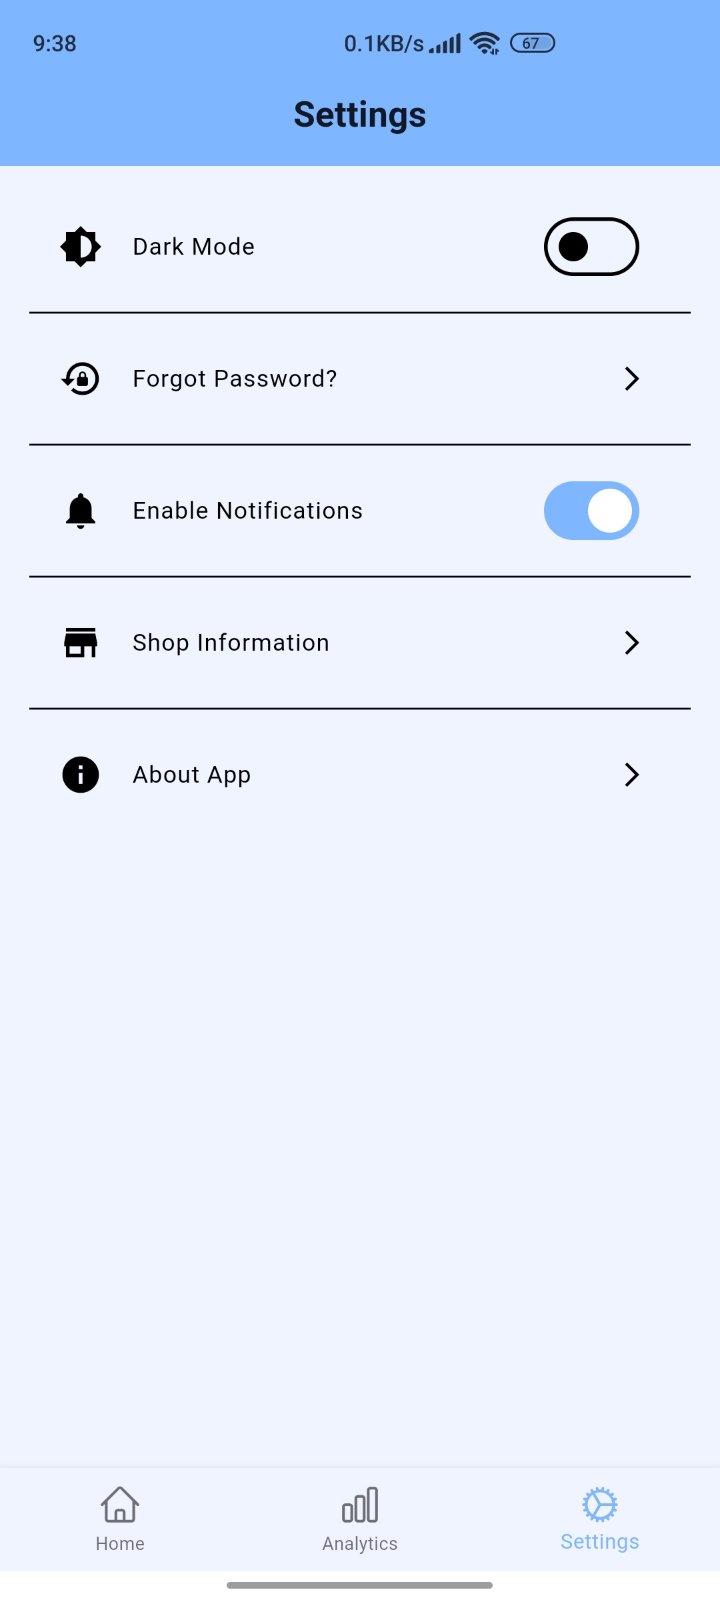 9:38 0.1KB/s 67
Settings
Dark Mode
Forgot Password?
Enable Notifications
Shop Information
About App
Home Analytics Settings